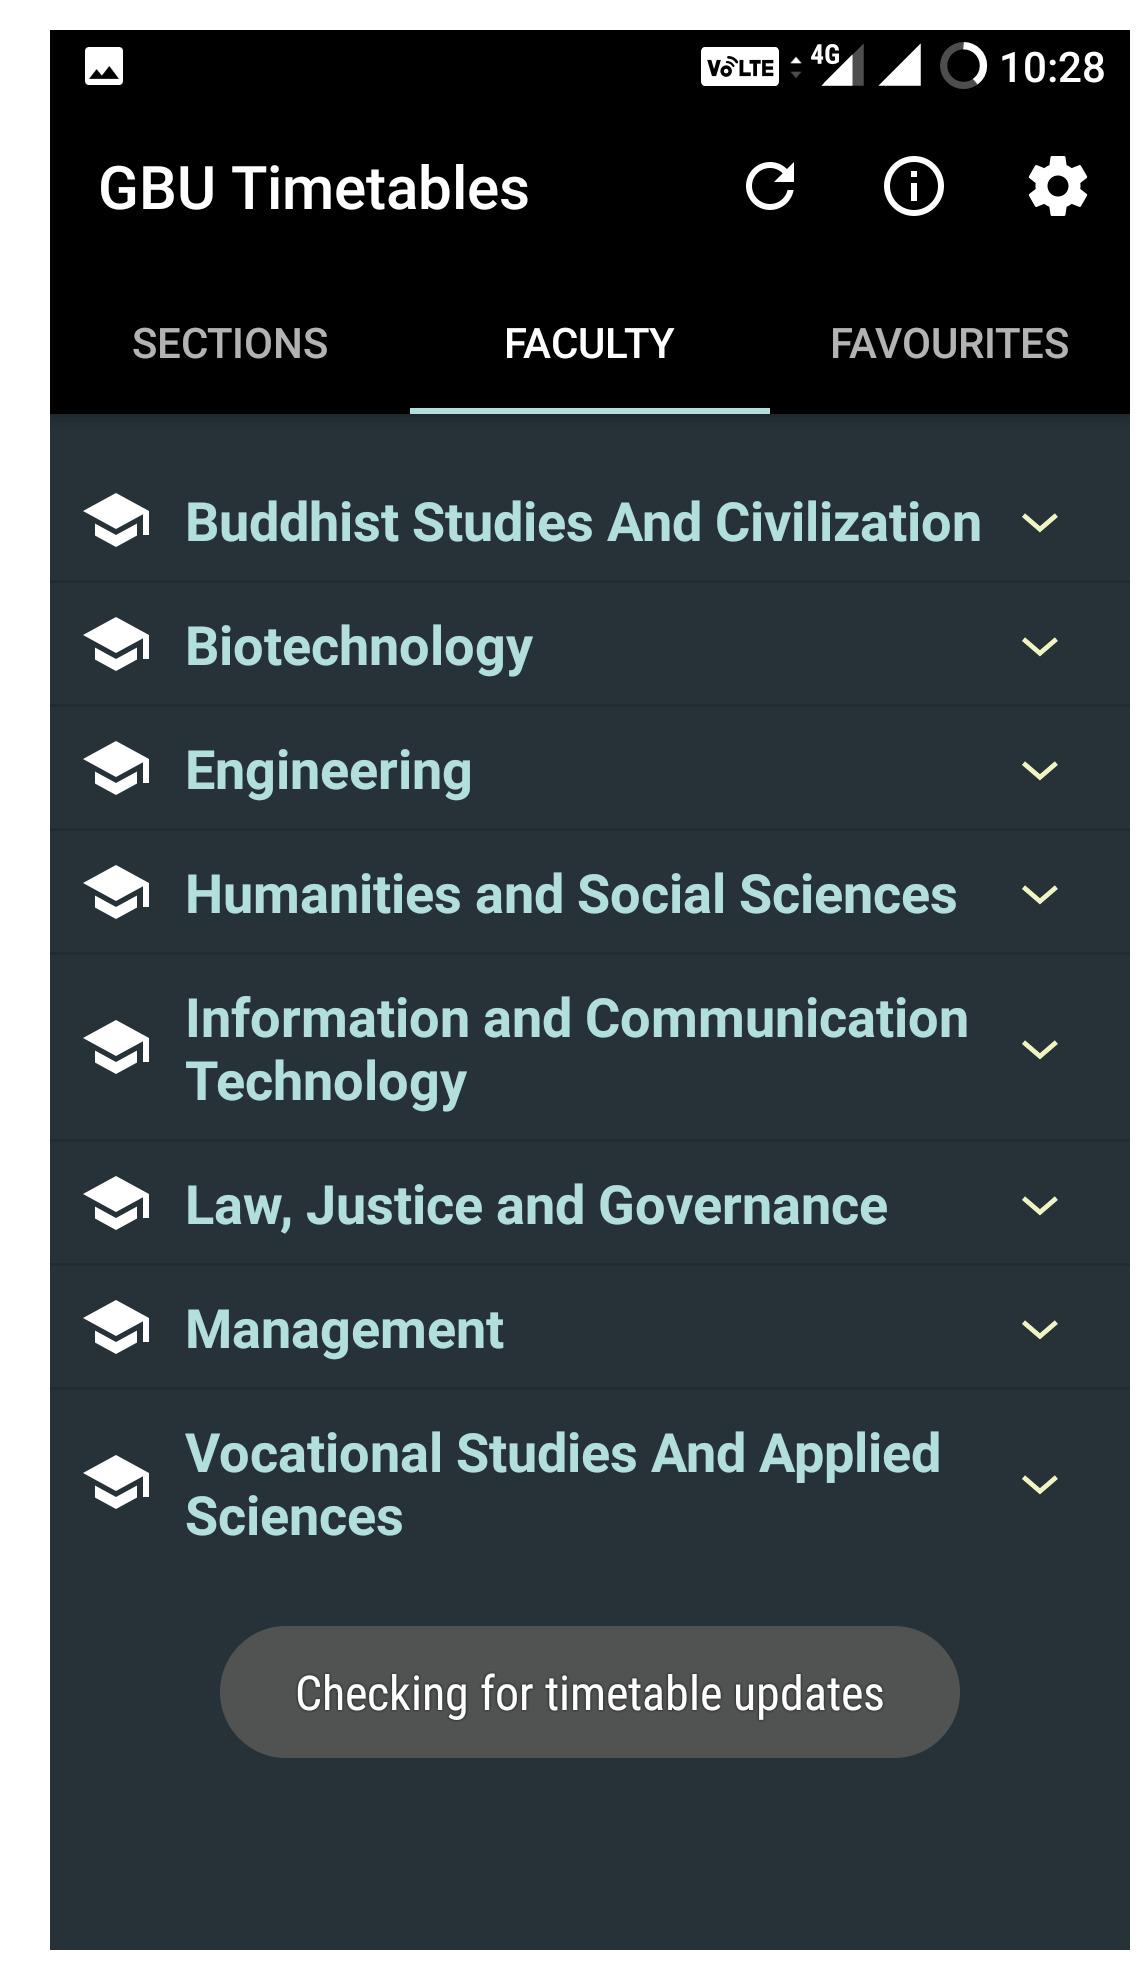 VoLTE 4G 10:28
GBU Timetables
SECTIONS FACULTY FAVOURITES
Buddhist Studies And Civilization
Biotechnology
Engineering
Humanities and Social Sciences
Information and Communication
Technology
Law, Justice and Governance
Management
Vocational Studies And Applied
Sciences
Checking for timetable updates